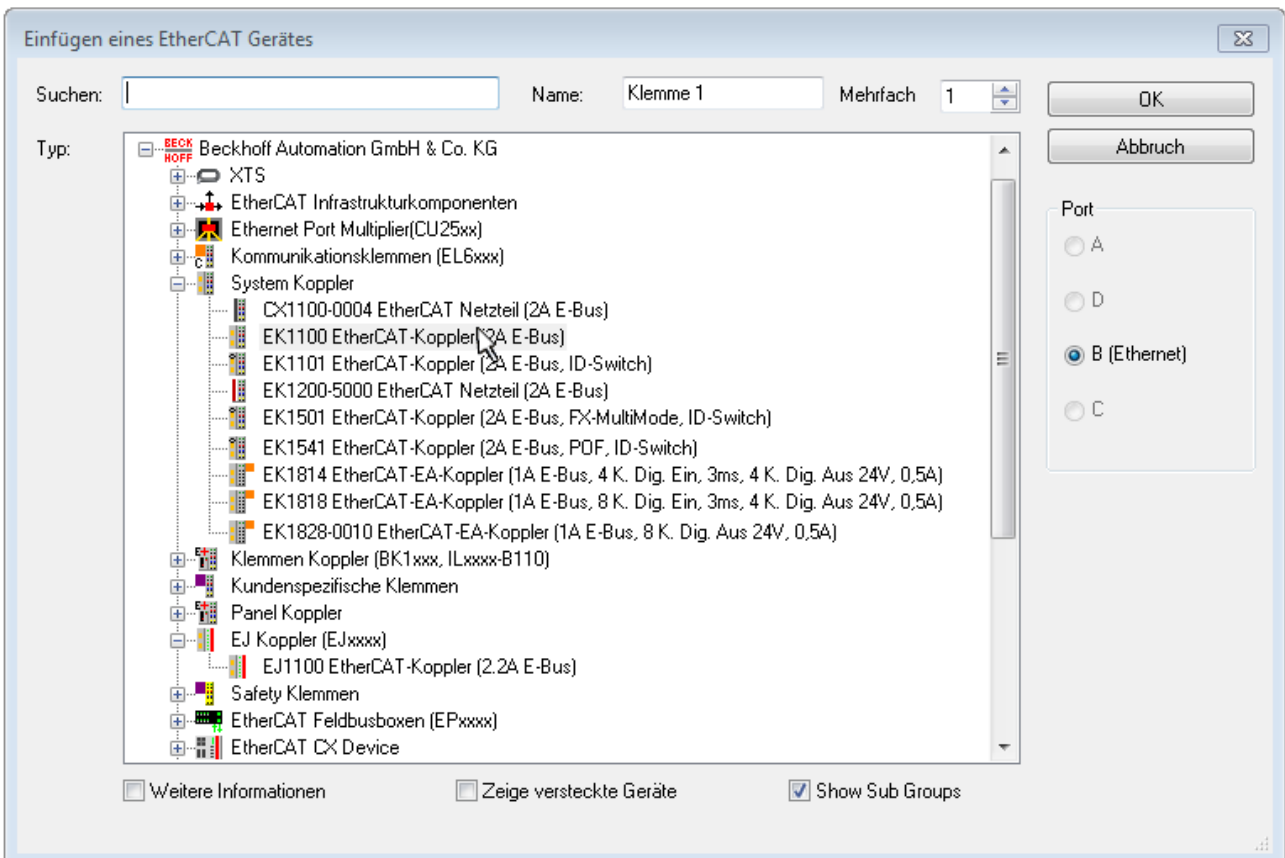 Einfügen eines EtherCAT Gerätes
Suchen: Name: Klemme 1 Mehrfach 1 OK
Typ: BECKHOFF Beckhoff Automation GmbH & Co. KG Abbruch
XTS
EtherCAT Infrastrukturkomponenten Port
Ethernet Port Multiplier(CU25xx) A
Kommunikationsklemmen (EL6xxx)
System Koppler
CX1100-0004 EtherCAT Netzteil (2A E-Bus) D
EK1100 EtherCAT-Koppler (2A E-Bus)
EK1101 EtherCAT-Koppler (2A E-Bus, ID-Switch) B (Ethernet)
EK1200-5000 EtherCAT Netzteil (2A E-Bus)
EK1501 EtherCAT-Koppler (2A E-Bus, FX-MultiMode, ID-Switch) C
EK1541 EtherCAT-Koppler (2A E-Bus, POF, ID-Switch)
EK1814 EtherCAT-EA-Koppler (1A E-Bus, 4 K. Dig. Ein, 3ms, 4 K. Dig. Aus 24V, 0,5A)
EK1818 EtherCAT-EA-Koppler (1A E-Bus, 8 K. Dig. Ein, 3ms, 4 K. Dig. Aus 24V, 0,5A)
EK1828-0010 EtherCAT-EA-Koppler (1A E-Bus, 8 K. Dig. Aus 24V, 0,5A)
Klemmen Koppler (BK1xxx, ILxxxx-B110)
Kundenspezifische Klemmen
Panel Koppler
EJ Koppler (EJxxxx)
EJ1100 EtherCAT-Koppler (2.2A E-Bus)
Safety Klemmen
EtherCAT Feldbusboxen (EPxxxx)
EtherCAT CX Device
Weitere Informationen Zeige versteckte Geräte Show Sub Groups